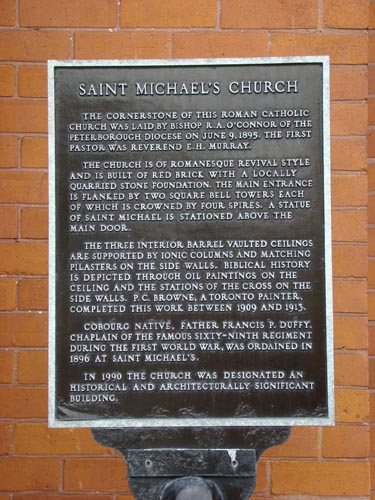 SAINT MICHAEL'S CHURCH
THE CORNERSTONE OF THIS ROMAN CATHOLIC
CHURCH WAS LAID BY BISHOP R.A. O'CONNOR OF THE
PETERBOROUGH DIOCESE ON JUNE 9, 1895. THE FIRST
PASTOR WAS REVEREND E.H. MURRAY.
THE CHURCH IS OF ROMANESQUE REVIVAL STYLE
AND IS BUILT OF RED BRICK WITH A LOCALLY
QUARRIED STONE FOUNDATION. THE MAIN ENTRANCE
IS FLANKED BY TWO SQUARE BELL TOWERS EACH
OF WHICH IS CROWNED BY FOUR SPIRES. A STATUE
OF SAINT MICHAEL IS STATIONED ABOVE THE
MAIN DOOR.
THE THREE INTERIOR BARREL VAULTED CEILINGS
ARE SUPPORTED BY IONIC COLUMNS AND MATCHING
PILASTERS ON THE SIDE WALLS. BIBLICAL HISTORY
IS DEPICTED THROUGH OIL PAINTINGS ON THE
CEILING AND THE STATIONS OF THE CROSS ON THE
SIDE WALLS. P.C. BROWNE, A TORONTO PAINTER,
COMPLETED THIS WORK BETWEEN 1909 AND 1913.
COBOURG NATIVE, FATHER FRANCIS P. DUFFY,
CHAPLAIN OF THE FAMOUS SIXTY-NINTH REGIMENT
DURING THE FIRST WORLD WAR, WAS ORDAINED IN
1896 AT SAINT MICHAEL'S.
IN 1990 THE CHURCH WAS DESIGNATED AN
HISTORICAL AND ARCHITECTURALLY SIGNIFICANT
BUILDING.